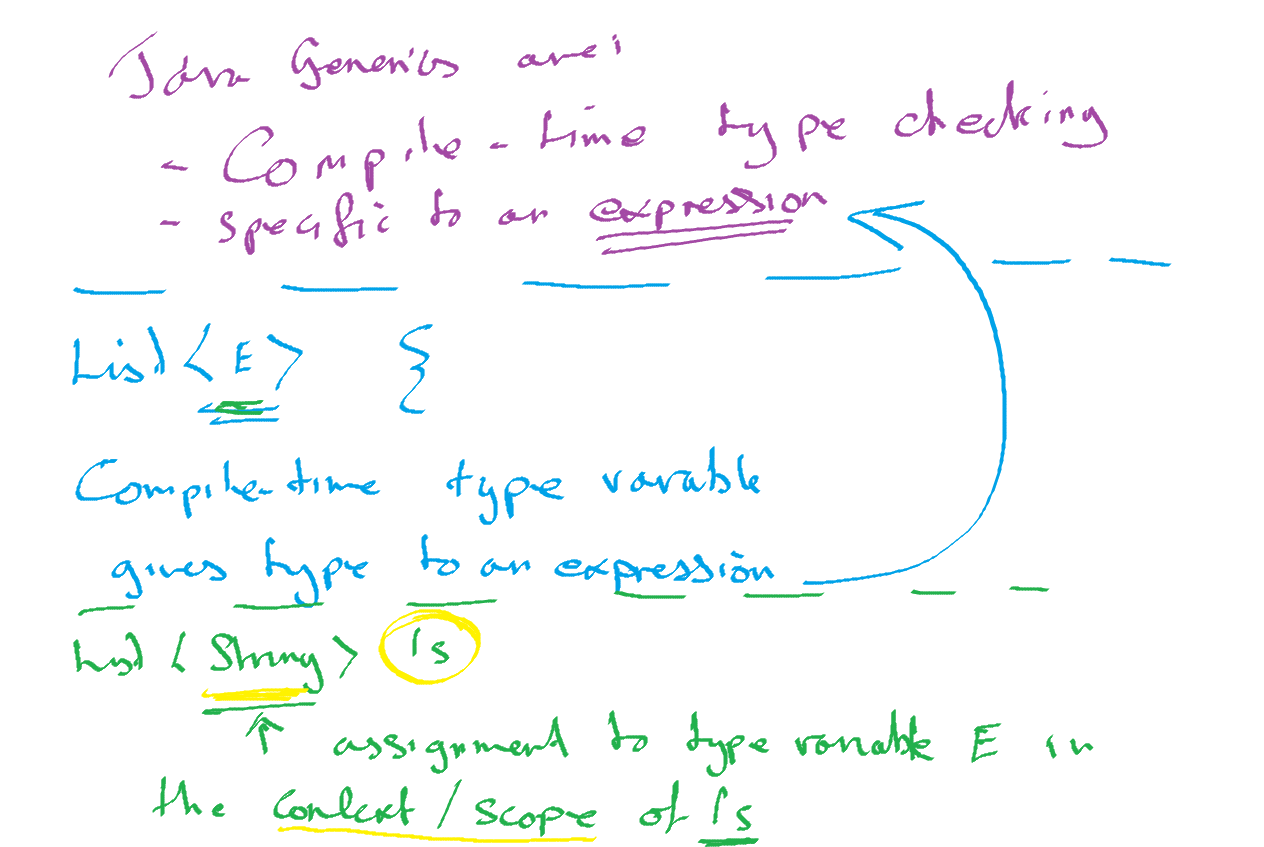 Java Generics are:
- Compile-time type checking
- specific to an expression
List <E> {
Compile-time type varable
gives type to an expression
List <String> ls
↑ assignment to type variable E in
the context / scope of ls